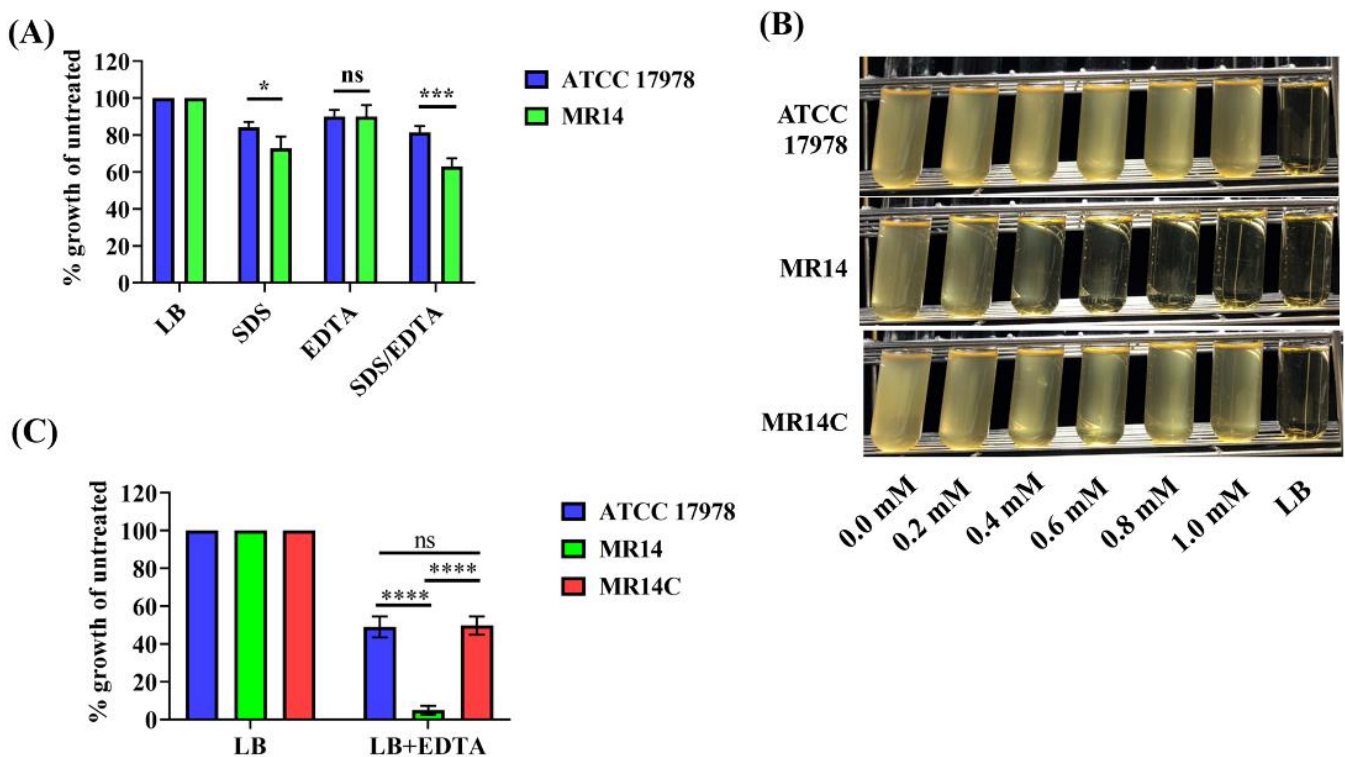 (A)
% growth of untreated
120
100
80
60
40
20
0
*
ns
***
LB
SDS
EDTA
SDS/EDTA
ATCC 17978
MR14
(B)
ATCC
17978
MR14
MR14C
0.0 mM
0.2 mM
0.4 mM
0.6 mM
0.8 mM
1.0 mM
LB
(C)
% growth of untreated
120
100
80
60
40
20
0
ns
**** ****
LB
LB+EDTA
ATCC 17978
MR14
MR14C